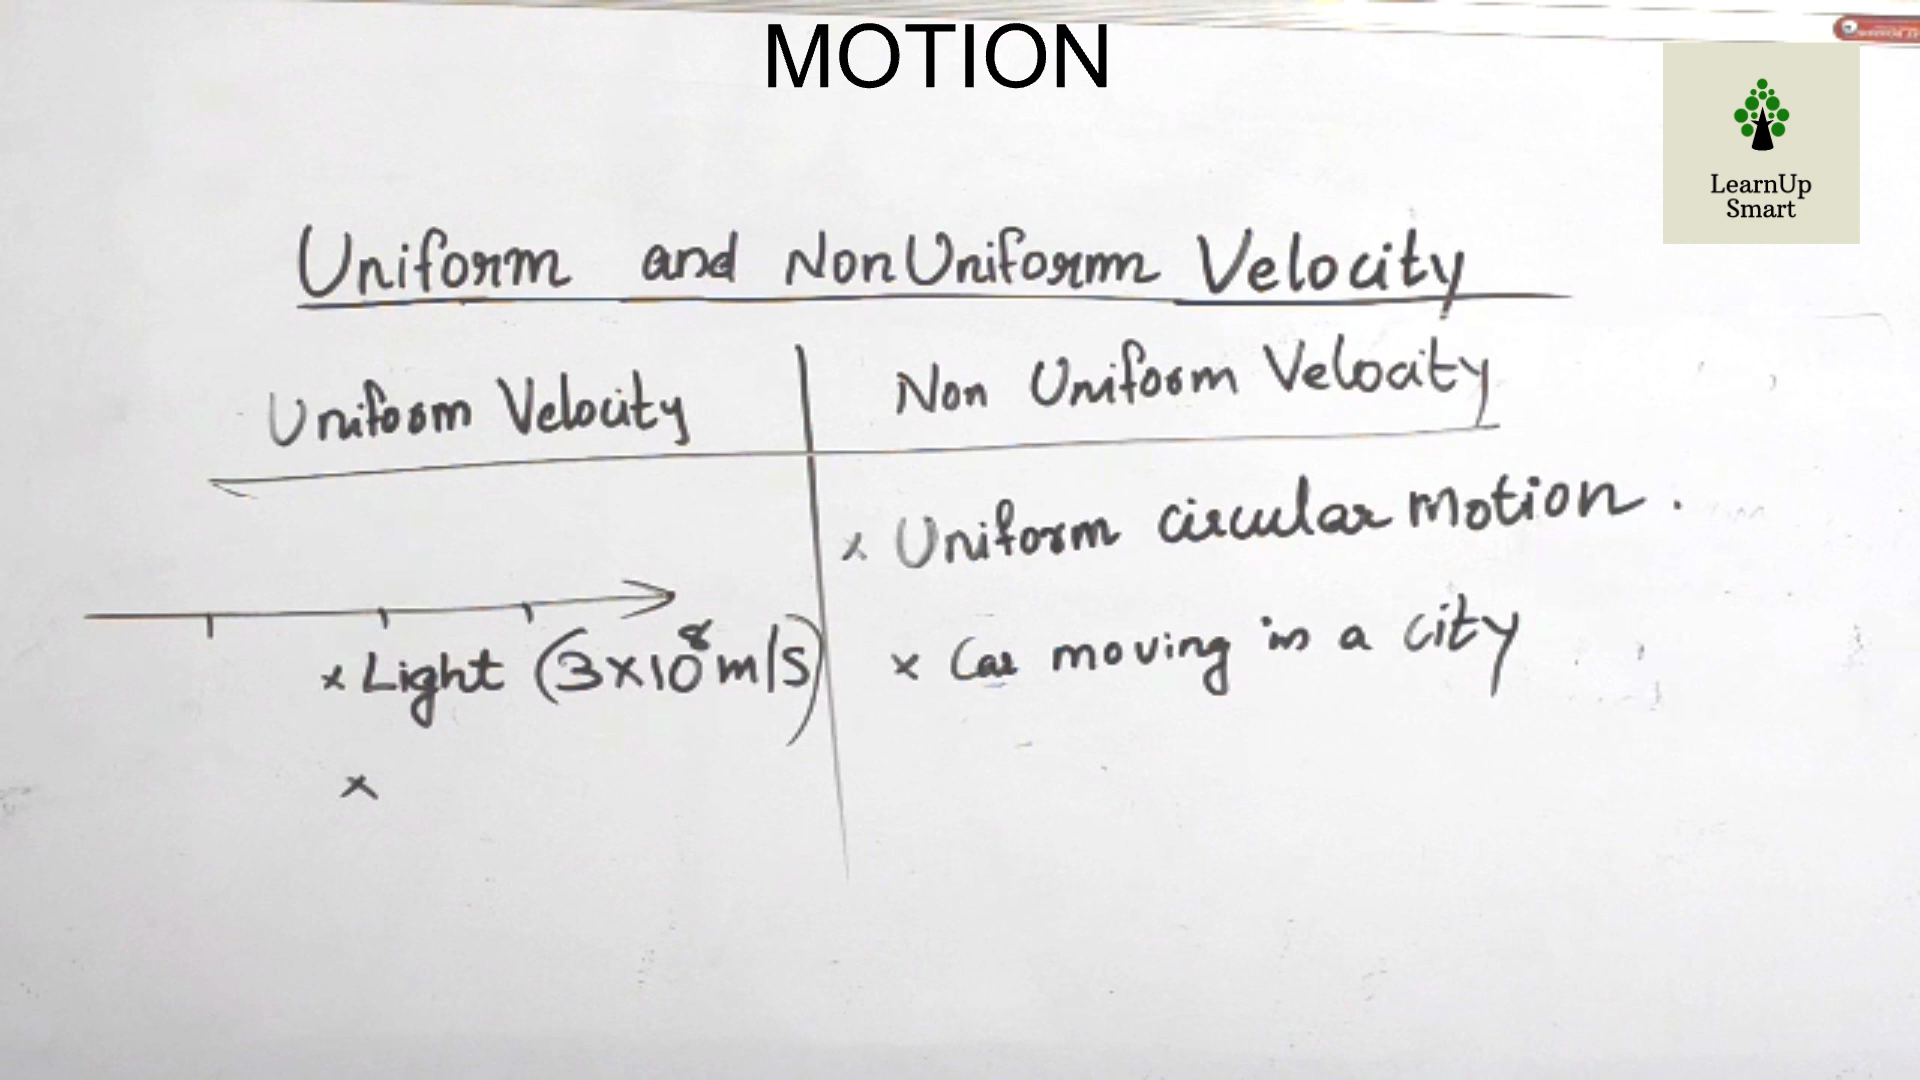 MOTION
LearnUp
Smart
Uniform and NonUniform Velocity
Uniform Velocity
Non Uniform Velocity
x Light (3x10⁸m/s)
x
x Uniform circular motion.
x Car moving in a city